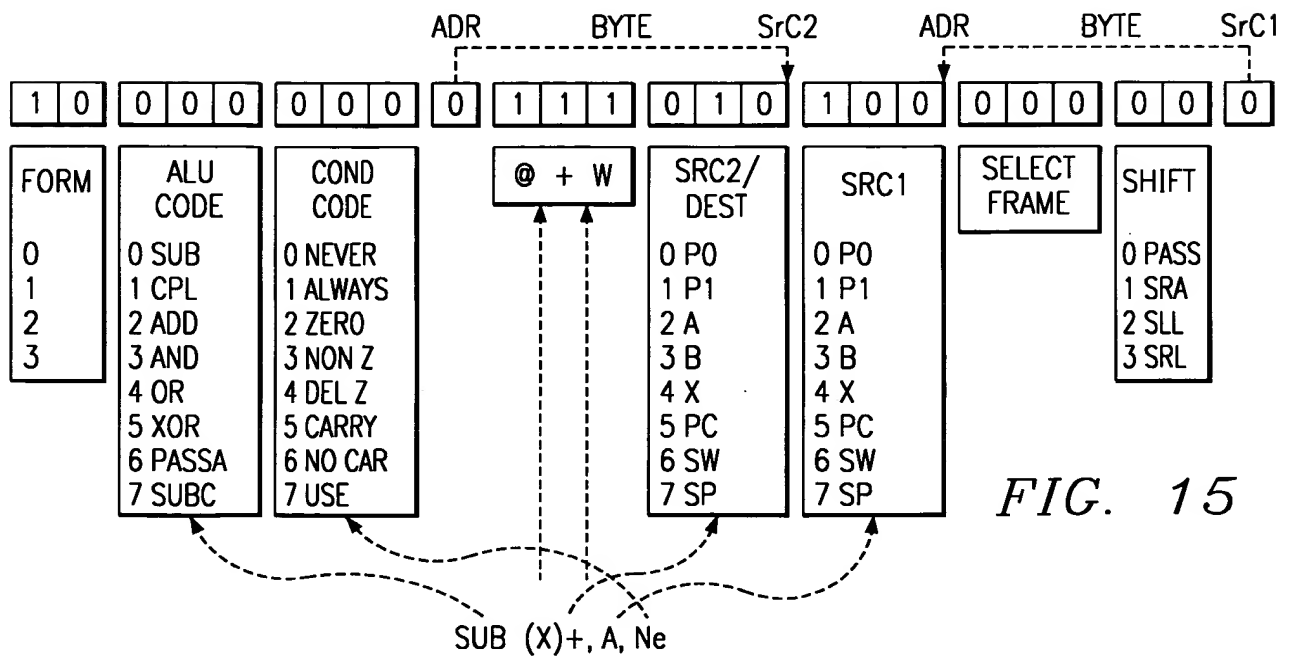 ADR BYTE SrC2 ADR BYTE SrC1
1 0 0 0 0 0 0 0 0 1 1 1 0 1 0 1 0 0 0 0 0 0 0 0
FORM
0
1
2
3
ALU
CODE
0 SUB
1 CPL
2 ADD
3 AND
4 OR
5 XOR
6 PASSA
7 SUBC
COND
CODE
0 NEVER
1 ALWAYS
2 ZERO
3 NON Z
4 DEL Z
5 CARRY
6 NO CAR
7 USE
@ + W
SRC2/
DEST
0 P0
1 P1
2 A
3 B
4 X
5 PC
6 SW
7 SP
SRC1
0 P0
1 P1
2 A
3 B
4 X
5 PC
6 SW
7 SP
SELECT
FRAME
SHIFT
0 PASS
1 SRA
2 SLL
3 SRL
FIG. 15
SUB (X)+, A, Ne